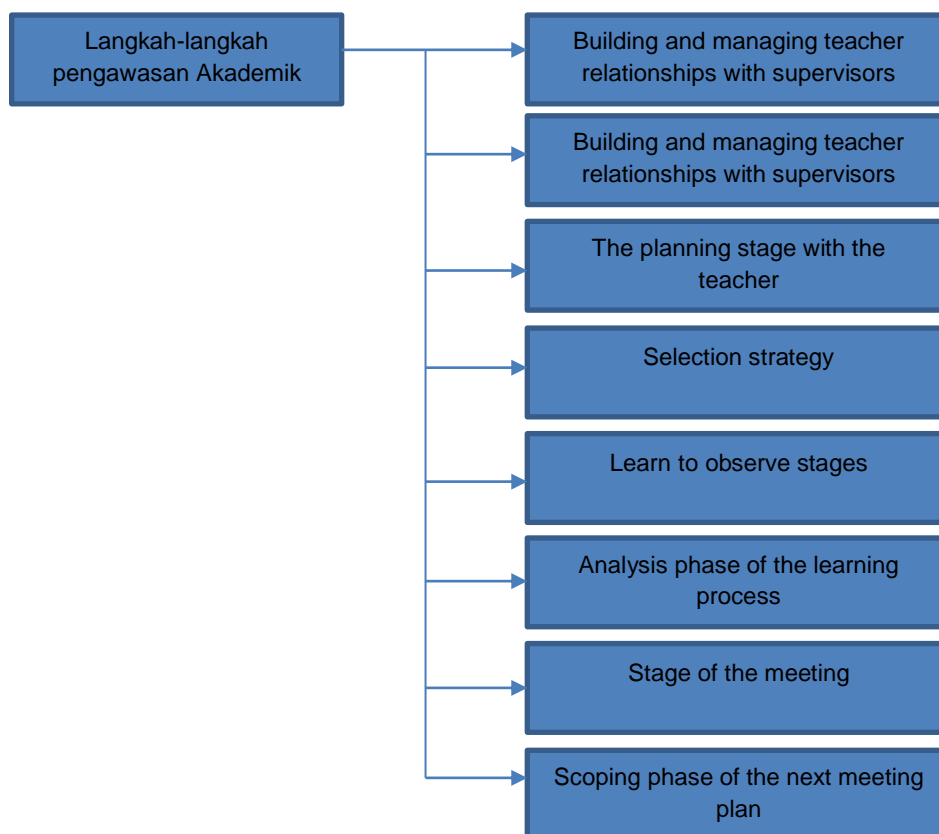 Langkah-langkah
pengawasan Akademik
Building and managing teacher
relationships with supervisors
Building and managing teacher
relationships with supervisors
The planning stage with the
teacher
Selection strategy
Learn to observe stages
Analysis phase of the learning
process
Stage of the meeting
Scoping phase of the next meeting
plan